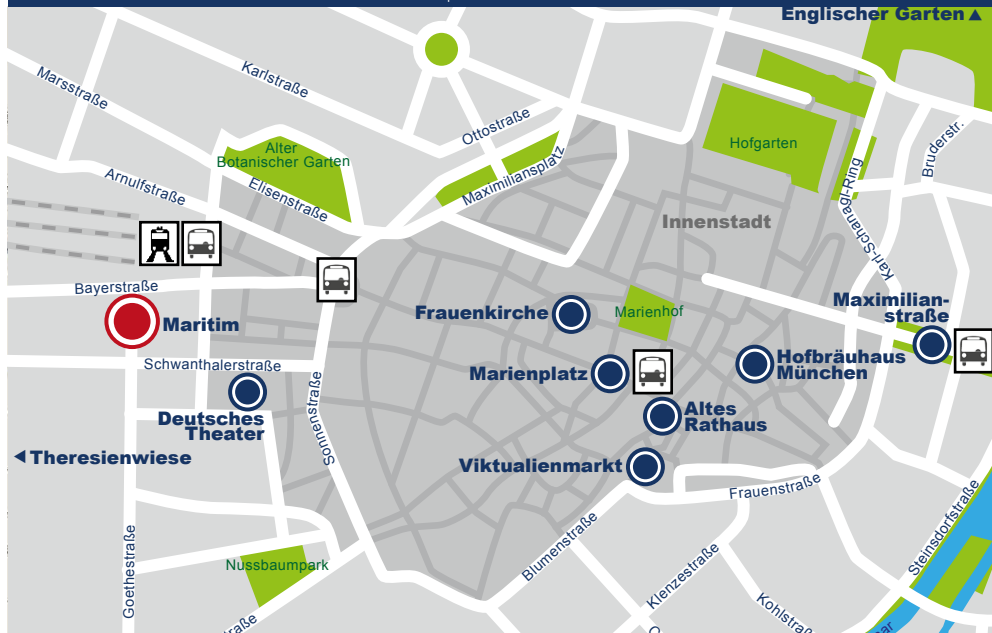 Englischer Garten
Karlstraße
Marsstraße
Ottostraße
Bruderstr.
Alter
Botanischer Garten
Hofgarten
Maximiliansplatz
Arnulfstraße
Elisenstraße
Karl-Scharnagl-Ring
Innenstadt
Bayerstraße
Maritim
Frauenkirche
Marienhof
Maximilian-
straße
Schwanthalerstraße
Marienplatz
Hofbräuhaus
München
Deutsches
Theater
Altes
Rathaus
Sonnenstraße
Theresienwiese
Viktualienmarkt
Frauenstraße
Steinsdorfstraße
Blumenstraße
Goethestraße
Nussbaumpark
Klenzestraße
Kohlstraße